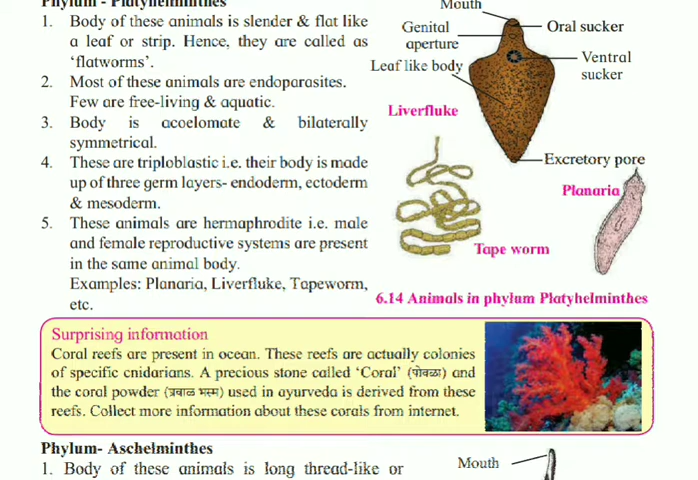 Phylum - Platyhelminthes
1. Body of these animals is slender & flat like
a leaf or strip. Hence, they are called as
‘flatworms’.
2. Most of these animals are endoparasites.
Few are free-living & aquatic.
3. Body is acoelomate & bilaterally
symmetrical.
4. These are triploblastic i.e. their body is made
up of three germ layers- endoderm, ectoderm
& mesoderm.
5. These animals are hermaphrodite i.e. male
and female reproductive systems are present
in the same animal body.
Examples: Planaria, Liverfluke, Tapeworm,
etc.
Mouth
Genital
aperture
Oral sucker
Leaf like body
Ventral
sucker
Liverfluke
Excretory pore
Planaria
Tape worm
6.14 Animals in phylum Platyhelminthes
Surprising information
Coral reefs are present in ocean. These reefs are actually colonies
of specific cnidarians. A precious stone called ‘Coral’ (पोवळा) and
the coral powder (प्रवाळ भस्म) used in ayurveda is derived from these
reefs. Collect more information about these corals from internet.
Phylum- Aschelminthes
1. Body of these animals is long thread-like or
Mouth